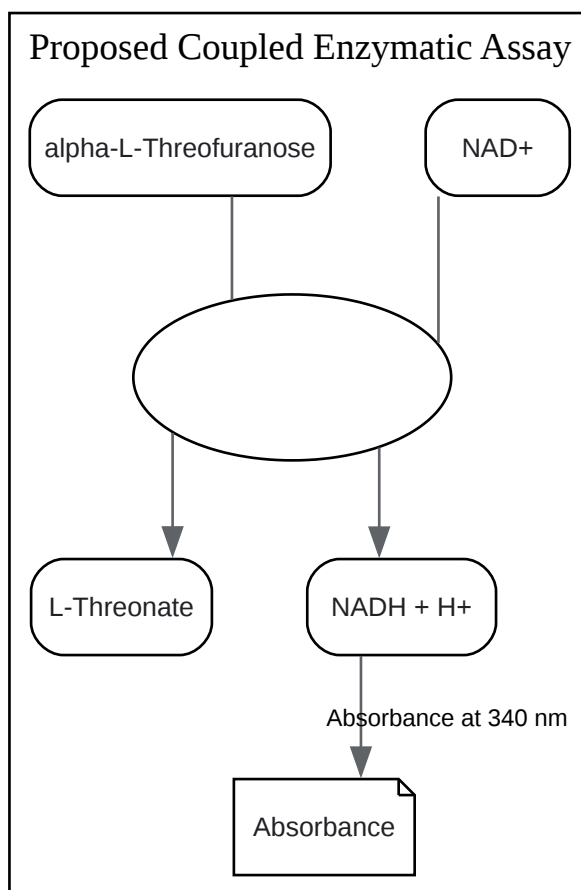 Proposed Coupled Enzymatic Assay
alpha-L-Threofuranose
NAD+
L-Threonate
NADH + H+
Absorbance at 340 nm
Absorbance